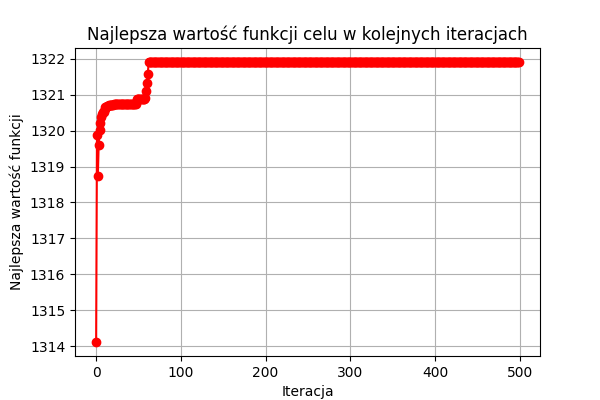 Najlepsza wartość funkcji celu w kolejnych iteracjach
Najlepsza wartość funkcji
1322
1321
1320
1319
1318
1317
1316
1315
1314
0 100 200 300 400 500
Iteracja